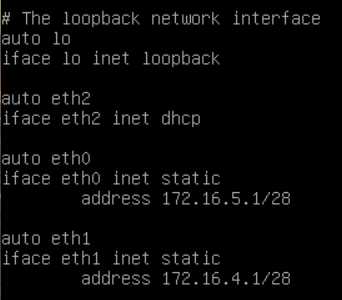 # The loopback network interface
auto lo
iface lo inet loopback
auto eth2
iface eth2 inet dhcp
auto eth0
iface eth0 inet static
address 172.16.5.1/28
auto eth1
iface eth1 inet static
address 172.16.4.1/28